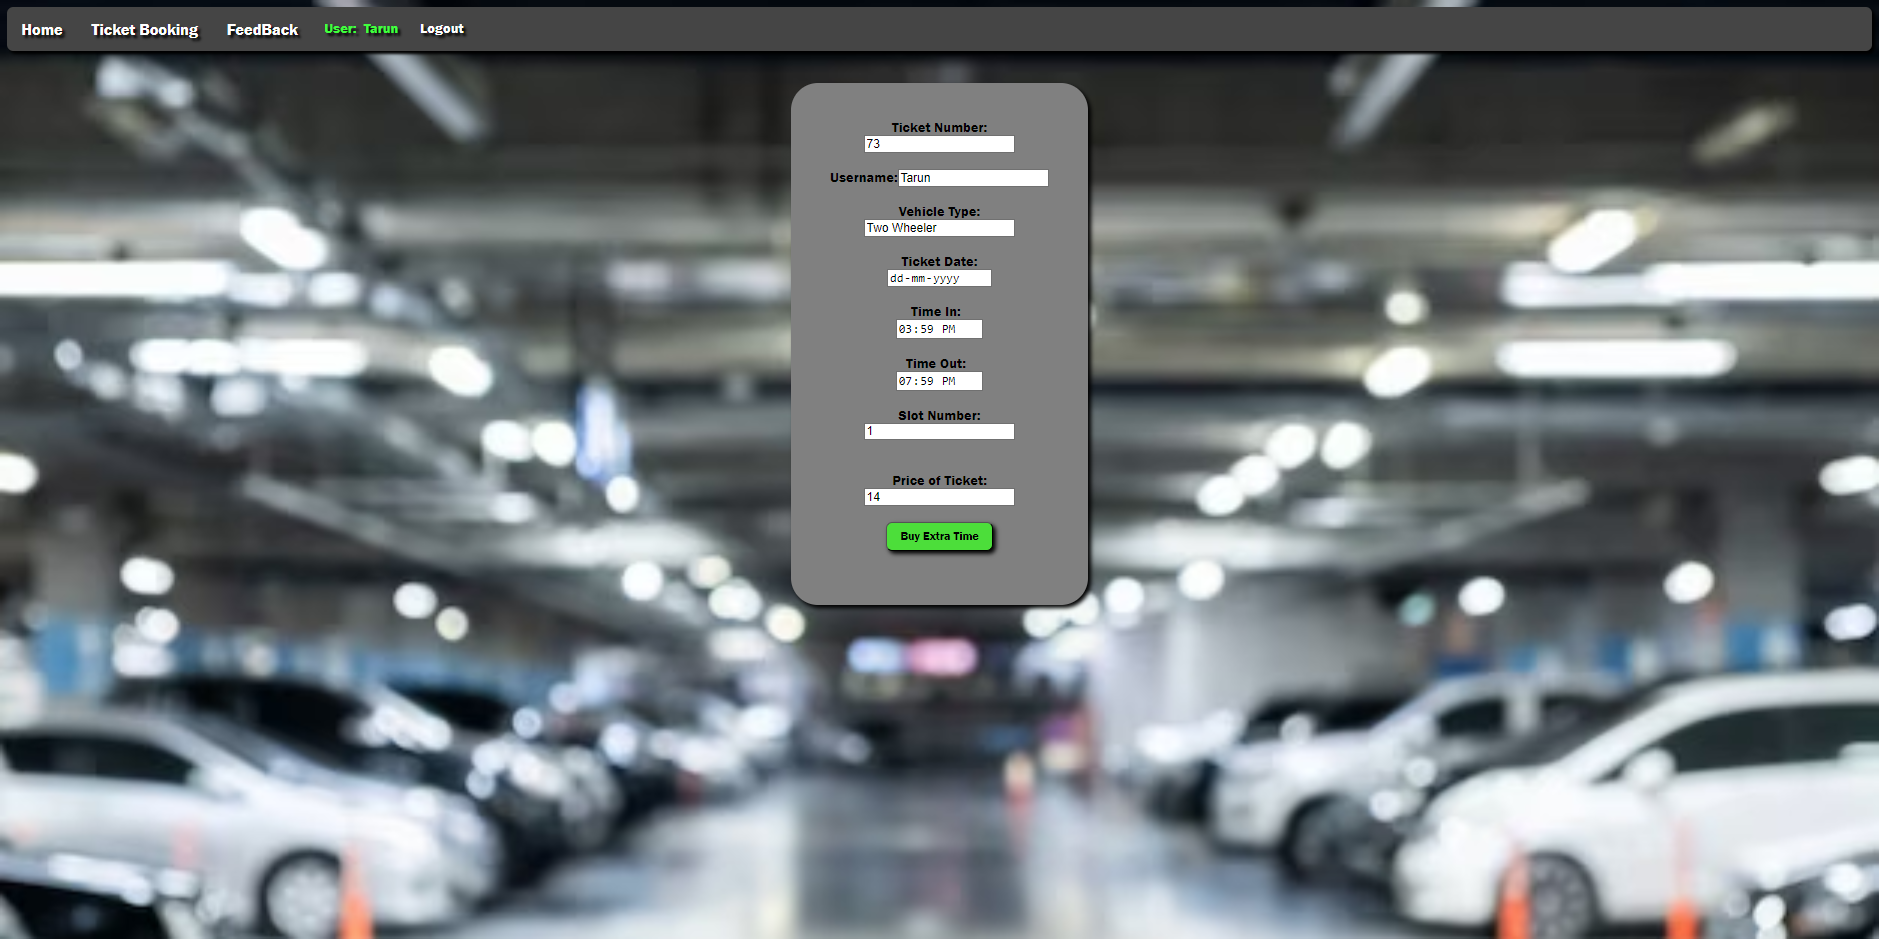 Home Ticket Booking FeedBack User: Tarun Logout
Ticket Number:
73
Username: Tarun
Vehicle Type:
Two Wheeler
Ticket Date:
dd-mm-yyyy
Time In:
03:59 PM
Time Out:
07:59 PM
Slot Number:
1
Price of Ticket:
14
Buy Extra Time